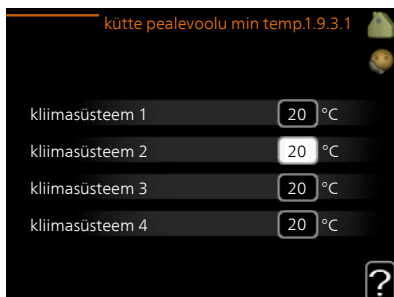 kütte pealevoolu min temp.1.9.3.1
kliimasüsteem 1 20 °C
kliimasüsteem 2 20 °C
kliimasüsteem 3 20 °C
kliimasüsteem 4 20 °C
?